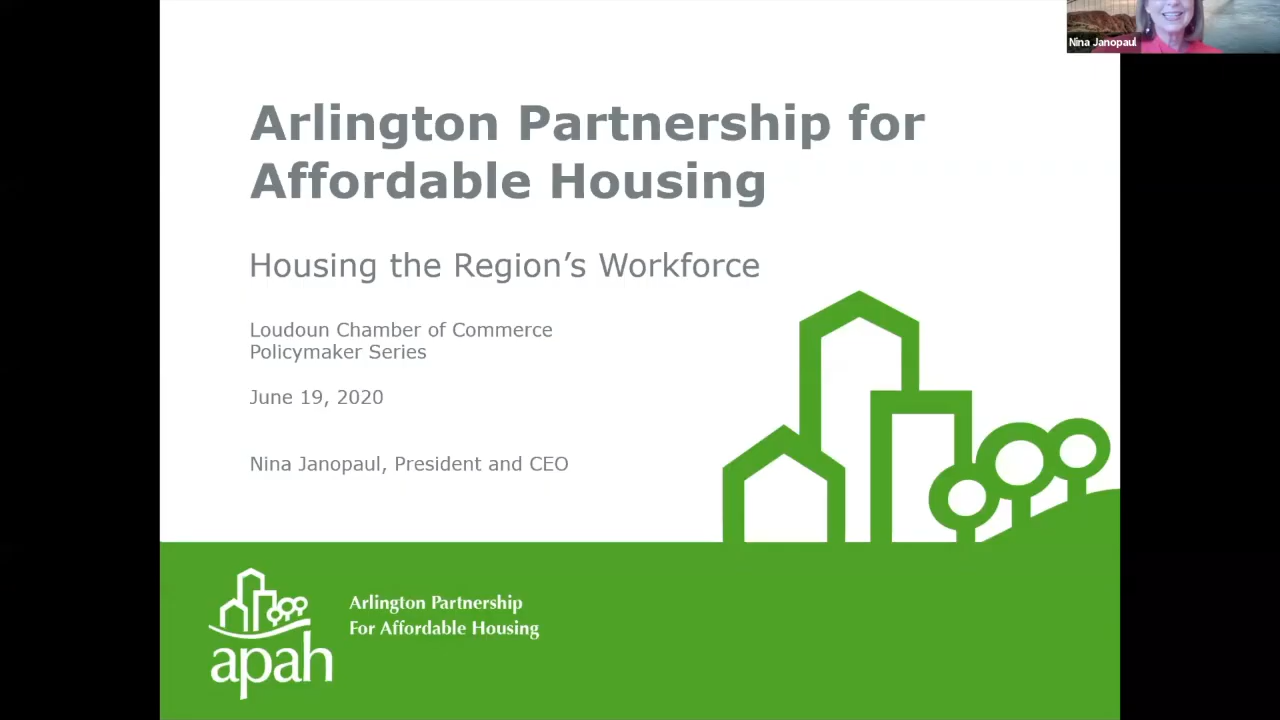 Nina Janopaul
Arlington Partnership for
Affordable Housing
Housing the Region’s Workforce
Loudoun Chamber of Commerce
Policymaker Series
June 19, 2020
Nina Janopaul, President and CEO
Arlington Partnership
For Affordable Housing
apah